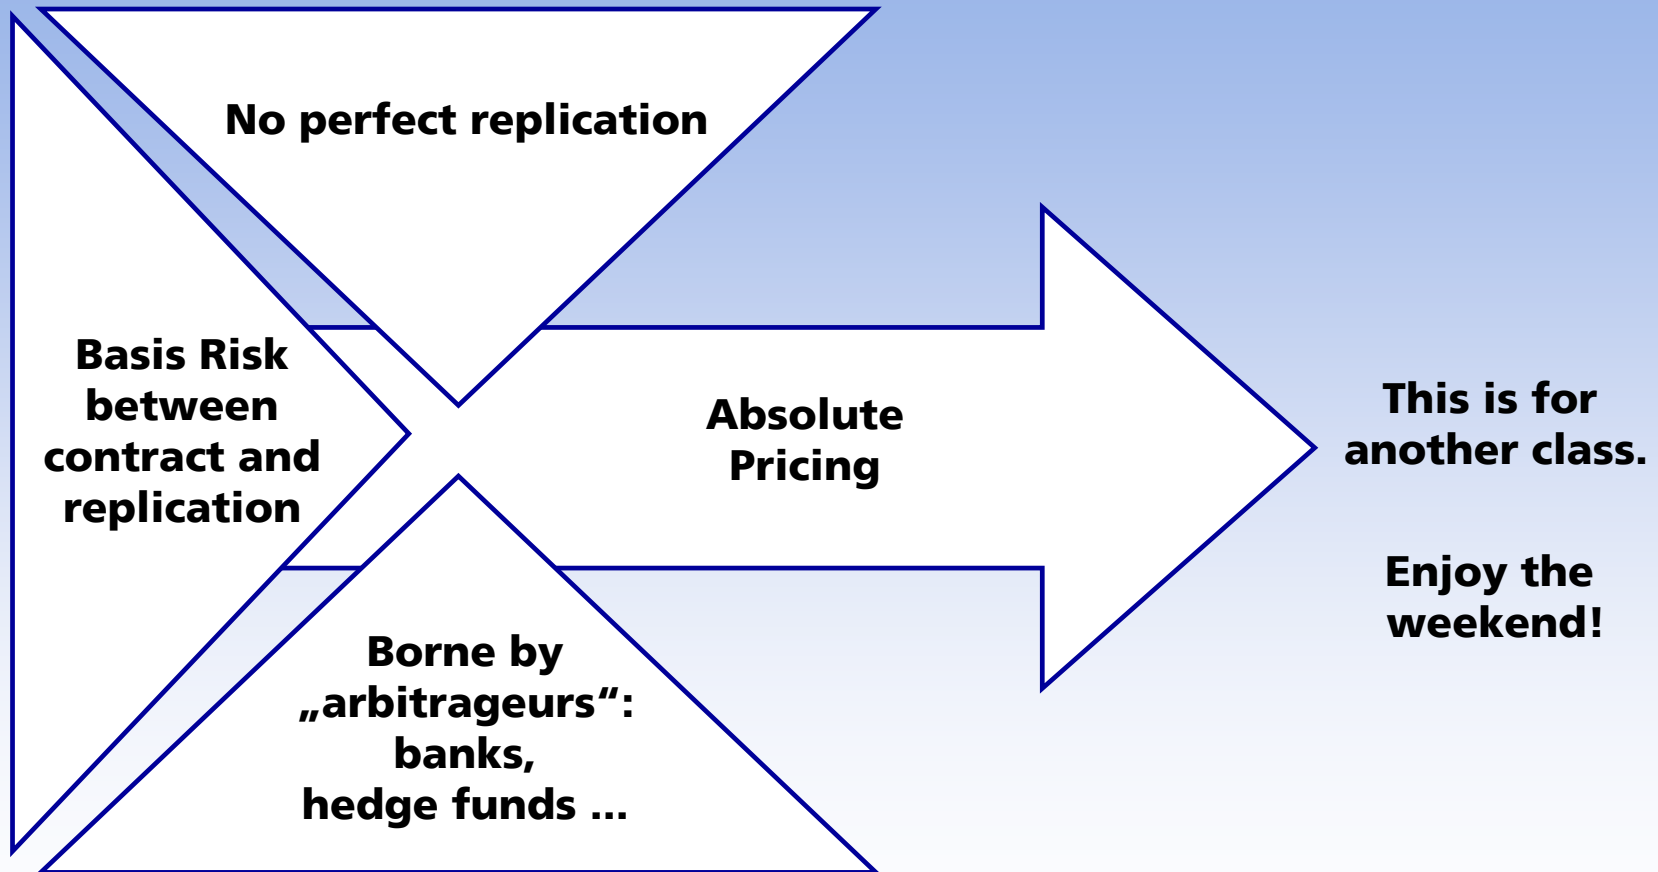 No perfect replication
Basis Risk
between
contract and
replication
Absolute
Pricing
This is for
another class.
Enjoy the
weekend!
Borne by
„arbitrageurs“:
banks,
hedge funds ...